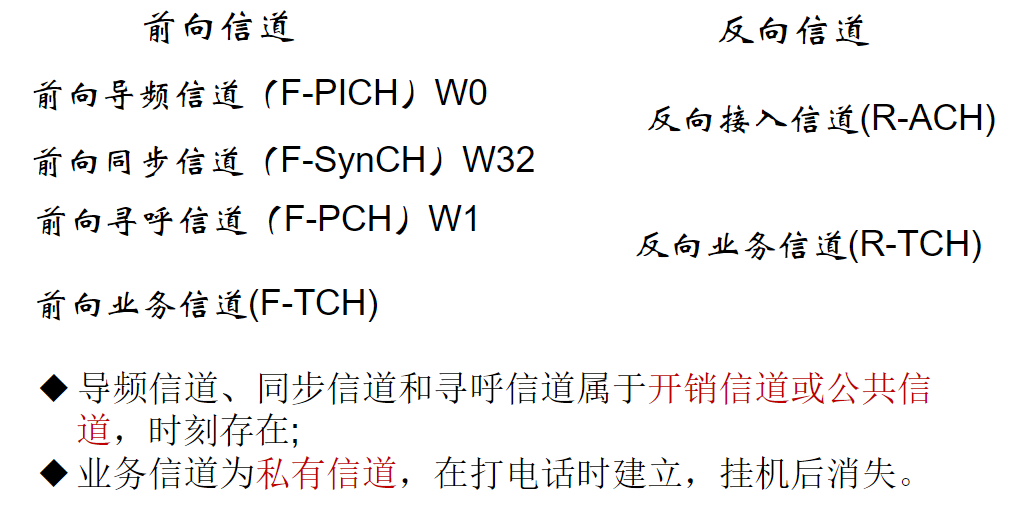 前向信道
前向导频信道（F-PICH）W0
前向同步信道（F-SynCH）W32
前向寻呼信道（F-PCH）W1
前向业务信道(F-TCH)
反向信道
反向接入信道(R-ACH)
反向业务信道(R-TCH)
◆ 导频信道、同步信道和寻呼信道属于开销信道或公共信
道，时刻存在;
◆ 业务信道为私有信道，在打电话时建立，挂机后消失。